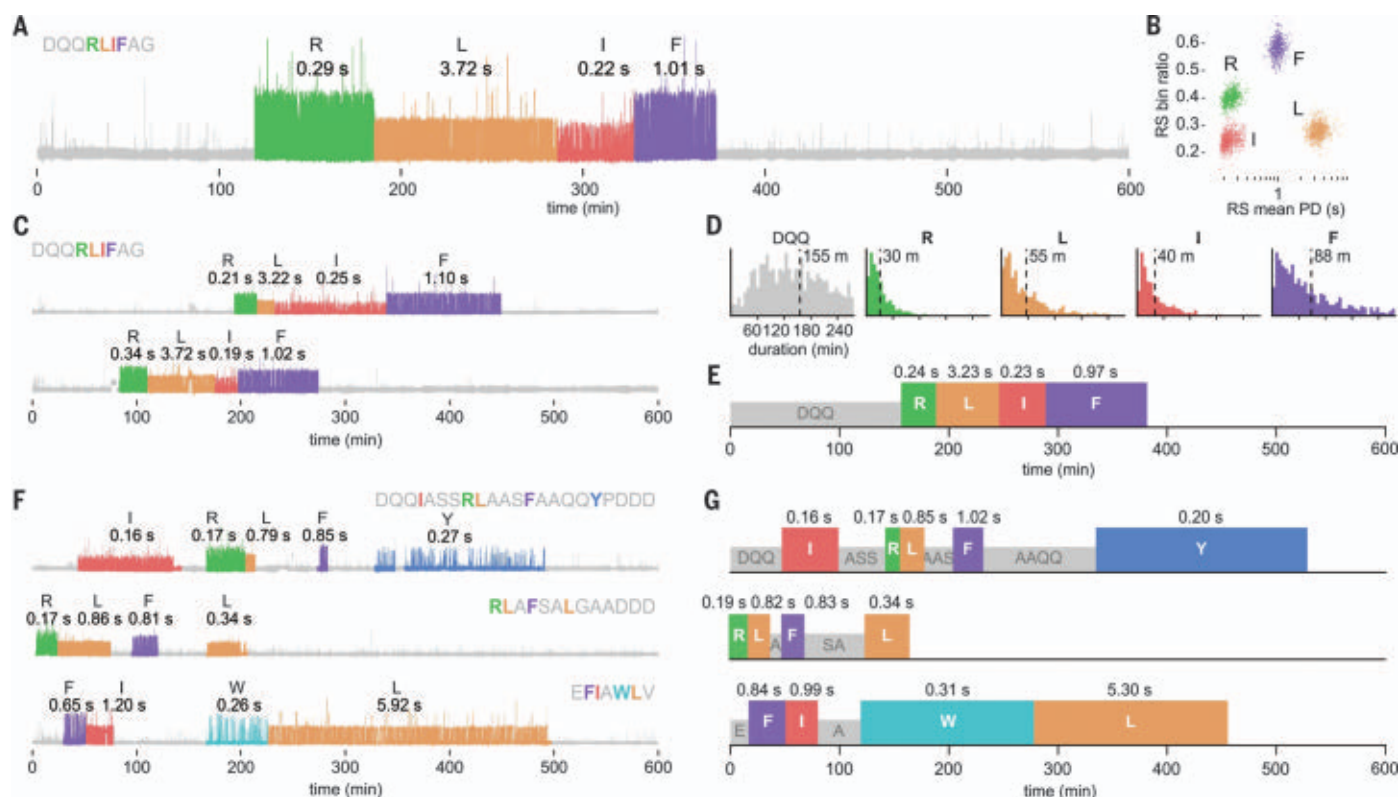 A
DQQRLIFAG
R L I F
0.29 s 3.72 s 0.22 s 1.01 s
0 100 200 300 400 500 600
time (min)
B
RS bin ratio
0.6
0.5
0.4
0.3
0.2
R
F
L
I
1
RS mean PD (s)
C
DQQRLIFAG
R L I F
0.21 s 3.22 s 0.25 s 1.10 s
R L I F
0.34 s 3.72 s 0.19 s 1.02 s
0 100 200 300 400 500 600
time (min)
D
DQQ R L I F
155 m 30 m 55 m 40 m 88 m
60 120 180 240
duration (min)
E
0.24 s 3.23 s 0.23 s 0.97 s
DQQ R L I F
0 100 200 300 400 500 600
time (min)
F
DQQIASSRLAASFAAQQYPDDD
I R L F Y
0.16 s 0.17 s 0.79 s 0.85 s 0.27 s
RLAFSALGAADDD
R L F L
0.17 s 0.86 s 0.81 s 0.34 s
EFIAWLV
F I W L
0.65 s 1.20 s 0.26 s 5.92 s
0 100 200 300 400 500 600
time (min)
G
0.16 s 0.17 s 0.85 s 1.02 s 0.20 s
DQQ I ASS R L AAS F AAQQ Y
0.19 s 0.82 s 0.83 s 0.34 s
R L A F SA L
0.84 s 0.99 s 0.31 s 5.30 s
E F I A W L
0 100 200 300 400 500 600
time (min)